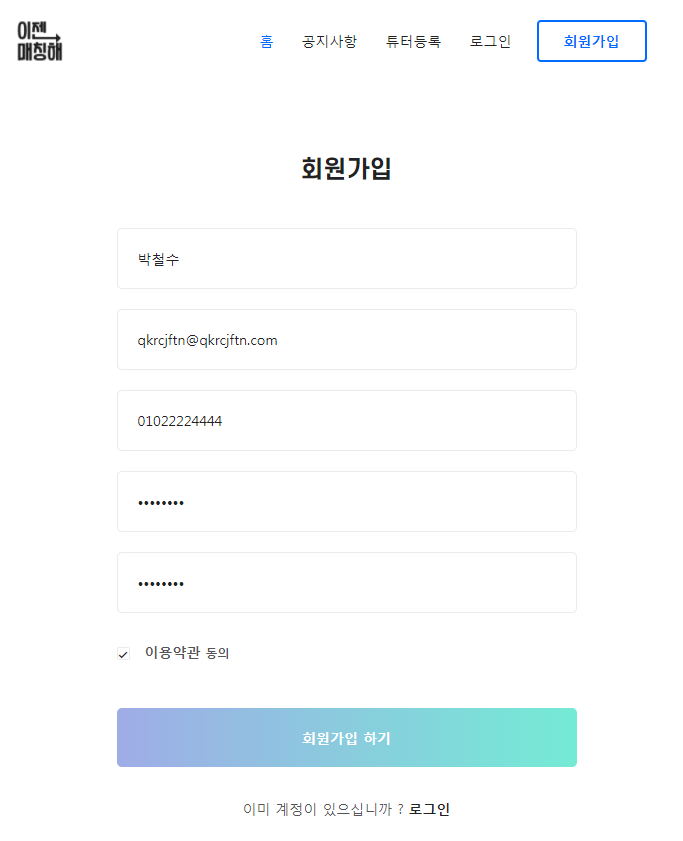 이젠
매칭해
홈 공지사항 튜터등록 로그인 회원가입
회원가입
박철수
qkrcjftn@qkrcjftn.com
01022224444
••••••••
••••••••
이용약관 동의
회원가입 하기
이미 계정이 있으십니까 ? 로그인